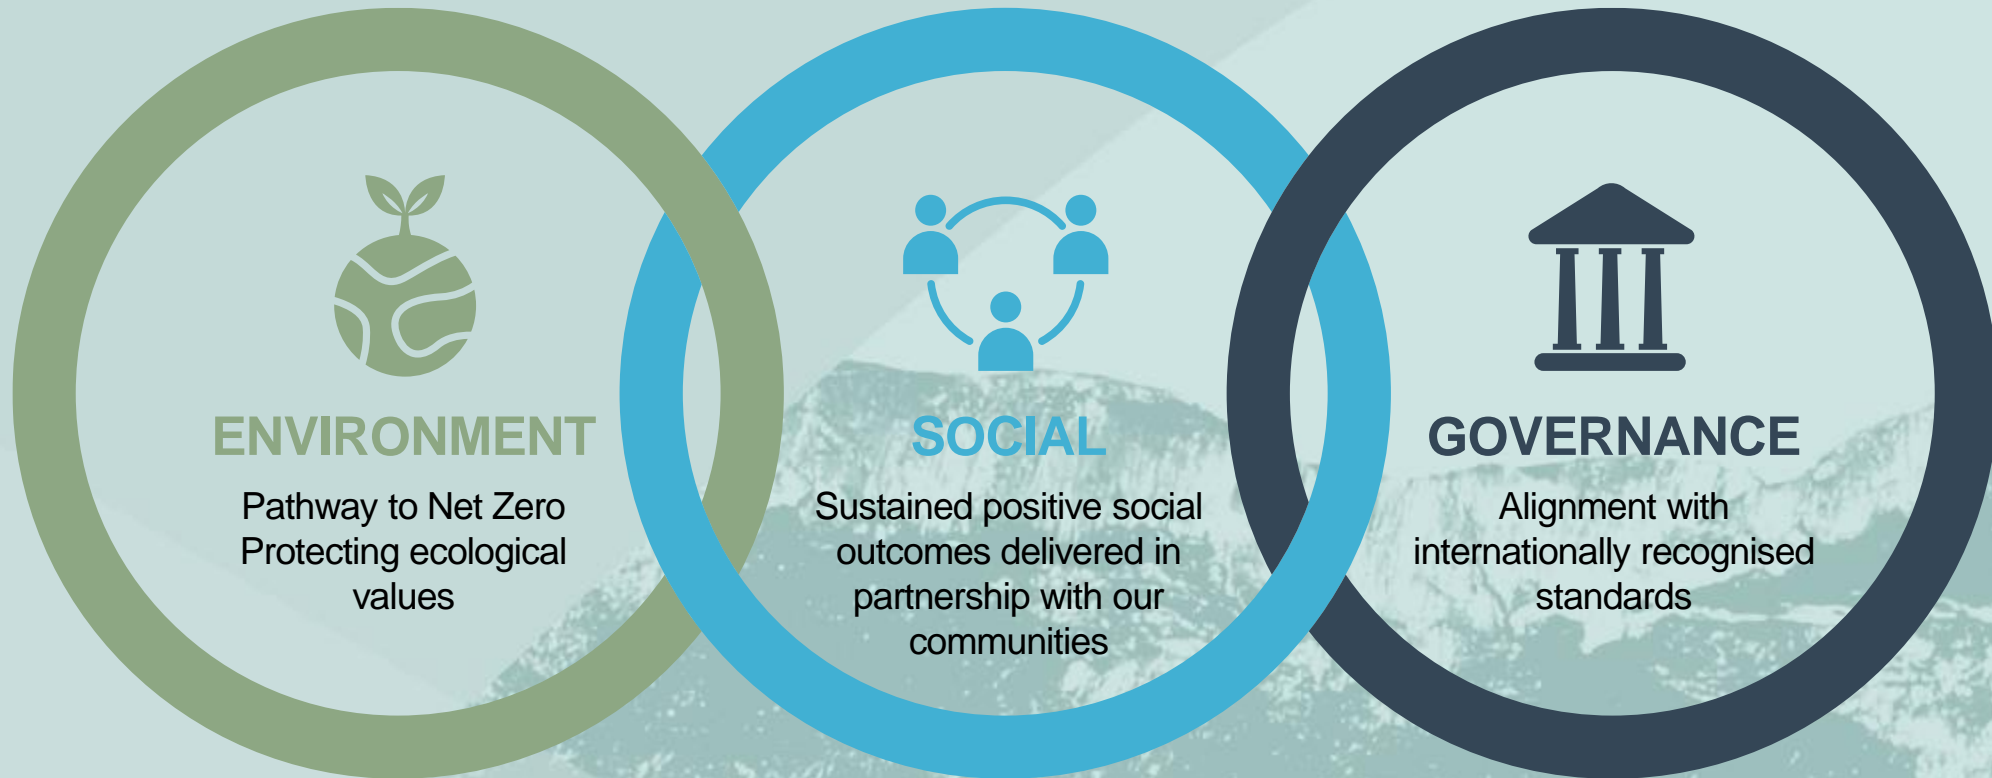 ENVIRONMENT
Pathway to Net Zero
Protecting ecological
values
SOCIAL
Sustained positive social
outcomes delivered in
partnership with our
communities
GOVERNANCE
Alignment with
internationally recognised
standards